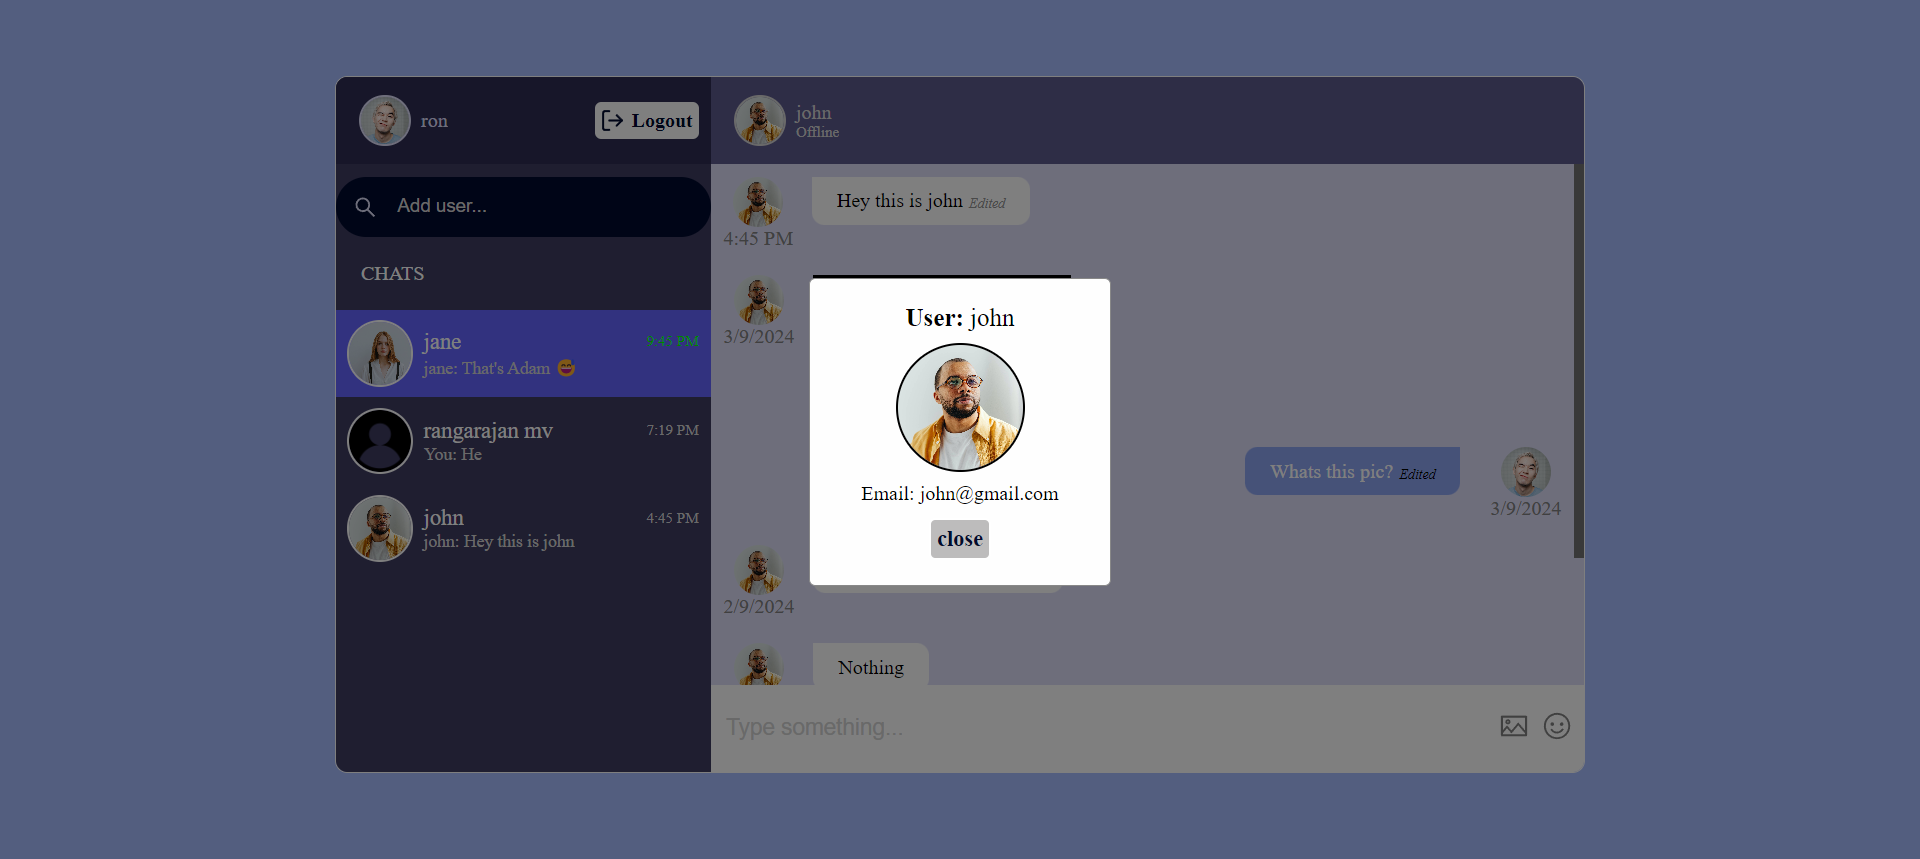 ron
Logout
Add user...
CHATS
jane
9:45 PM
jane: That's Adam 😅
rangarajan mv
7:19 PM
You: He
john
4:45 PM
john: Hey this is john
john
Offline
Hey this is john Edited
4:45 PM
3/9/2024
User: john
Email: john@gmail.com
close
Whats this pic? Edited
3/9/2024
2/9/2024
Nothing
Type something...